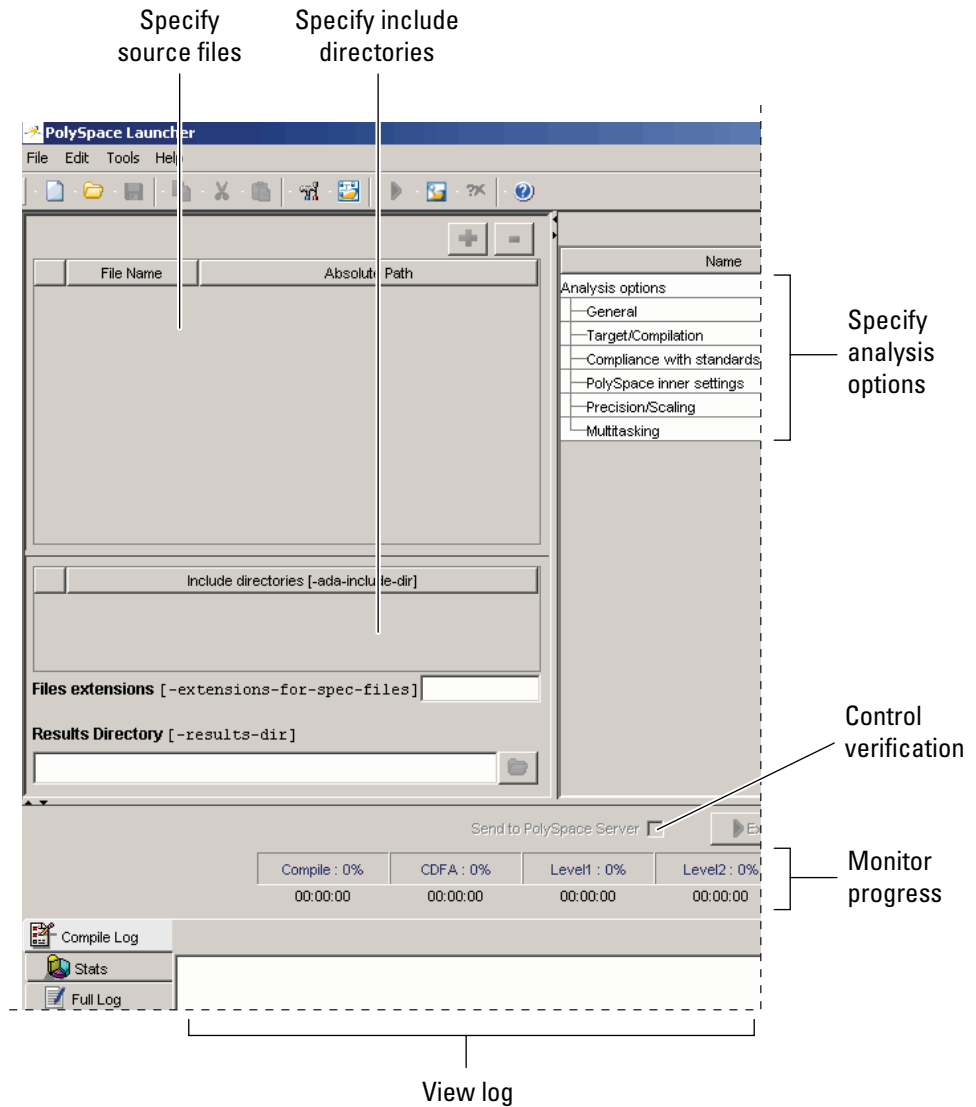 Specify
source files
Specify include
directories
PolySpace Launcher
File Edit Tools Help
File Name Absolute Path
Name
Analysis options
General
Target/Compilation
Compliance with standards
PolySpace inner settings
Precision/Scaling
Multitasking
Specify
analysis
options
Include directories [-ada-include-dir]
Files extensions [-extensions-for-spec-files]
Results Directory [-results-dir]
Control
verification
Send to PolySpace Server Ex
Compile : 0% CDFA : 0% Level1 : 0% Level2 : 0%
00:00:00 00:00:00 00:00:00 00:00:00
Monitor
progress
Compile Log
Stats
Full Log
View log